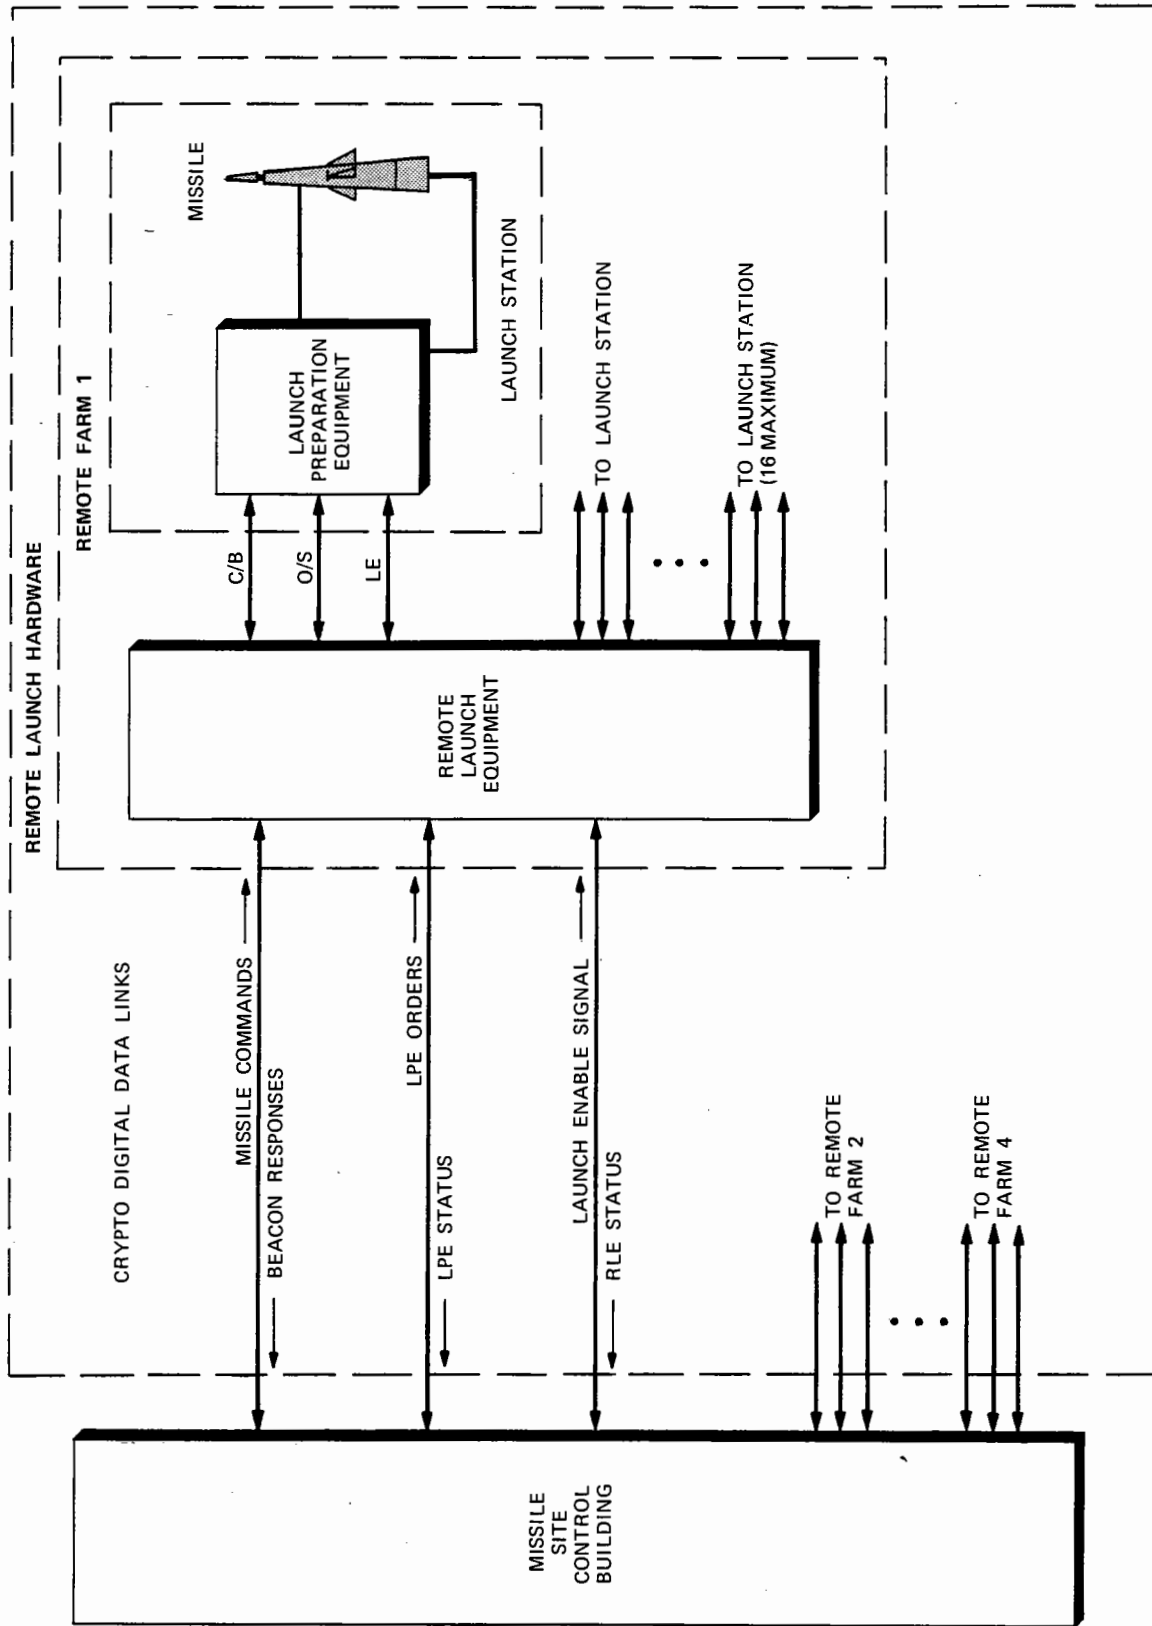 REMOTE LAUNCH HARDWARE
REMOTE FARM 1
MISSILE
LAUNCH
PREPARATION
EQUIPMENT
LAUNCH STATION
C/B
O/S
LE
TO LAUNCH STATION
TO LAUNCH STATION
(16 MAXIMUM)
REMOTE
LAUNCH
EQUIPMENT
CRYPTO DIGITAL DATA LINKS
MISSILE COMMANDS
BEACON RESPONSES
LPE ORDERS
LPE STATUS
LAUNCH ENABLE SIGNAL
RLE STATUS
TO REMOTE
FARM 2
TO REMOTE
FARM 4
MISSILE
SITE
CONTROL
BUILDING